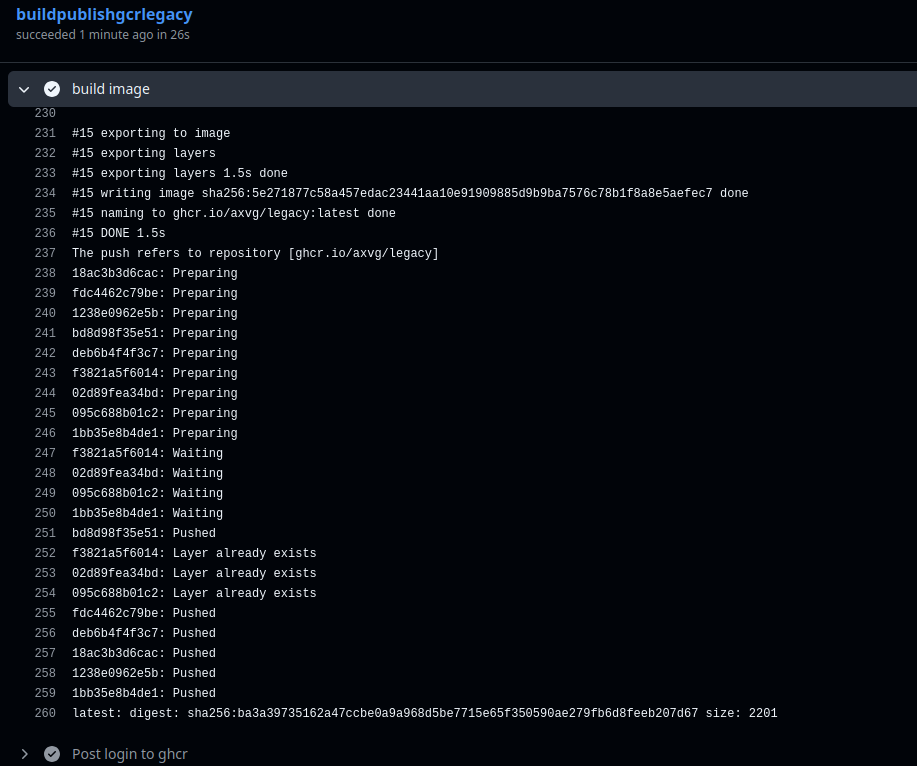 buildpublishgcrlegacy
succeeded 1 minute ago in 26s
build image
230
231 #15 exporting to image
232 #15 exporting layers
233 #15 exporting layers 1.5s done
234 #15 writing image sha256:5e271877c58a457edac23441aa10e91909885d9b9ba7576c78b1f8a8e5aefec7 done
235 #15 naming to ghcr.io/axvg/legacy:latest done
236 #15 DONE 1.5s
237 The push refers to repository [ghcr.io/axvg/legacy]
238 18ac3b3d6cac: Preparing
239 fdc4462c79be: Preparing
240 1238e0962e5b: Preparing
241 bd8d98f35e51: Preparing
242 deb6b4f4f3c7: Preparing
243 f3821a5f6014: Preparing
244 02d89fea34bd: Preparing
245 095c688b01c2: Preparing
246 1bb35e8b4de1: Preparing
247 f3821a5f6014: Waiting
248 02d89fea34bd: Waiting
249 095c688b01c2: Waiting
250 1bb35e8b4de1: Waiting
251 bd8d98f35e51: Pushed
252 f3821a5f6014: Layer already exists
253 02d89fea34bd: Layer already exists
254 095c688b01c2: Layer already exists
255 fdc4462c79be: Pushed
256 deb6b4f4f3c7: Pushed
257 18ac3b3d6cac: Pushed
258 1238e0962e5b: Pushed
259 1bb35e8b4de1: Pushed
260 latest: digest: sha256:ba3a39735162a47ccbe0a9a968d5be7715e65f350590ae279fb6d8feeb207d67 size: 2201
Post login to ghcr